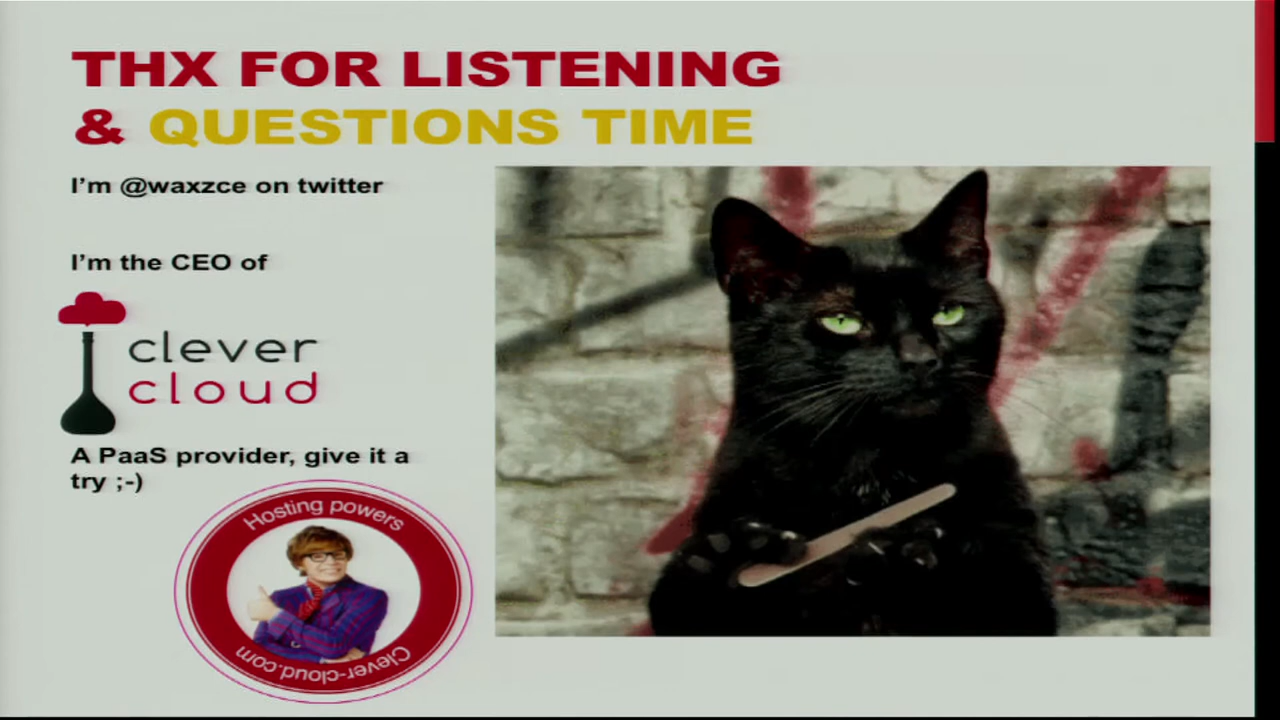 THX FOR LISTENING
& QUESTIONS TIME
I'm @waxzce on twitter
I'm the CEO of
clever
cloud
A PaaS provider, give it a
try ;-)
Hosting powers
Clever-cloud.com